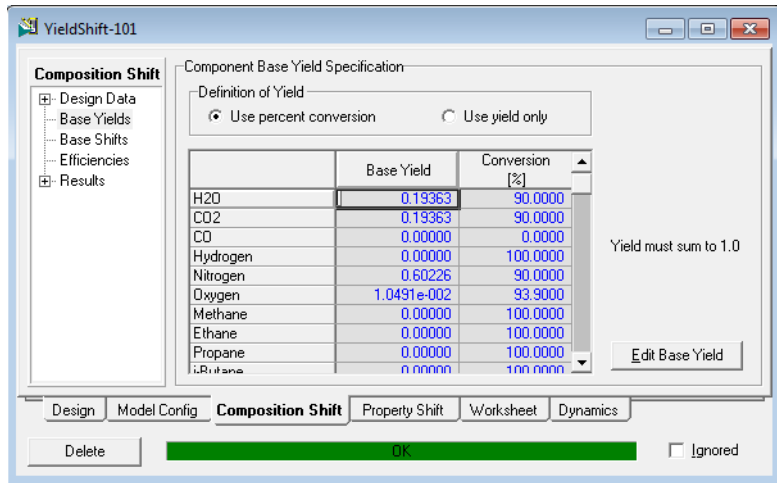 YieldShift-101
Composition Shift
Design Data
Base Yields
Base Shifts
Efficiencies
Results
Component Base Yield Specification
Definition of Yield
Use percent conversion Use yield only
Base Yield Conversion [%]
H2O 0.19363 90.0000
CO2 0.19363 90.0000
CO 0.00000 0.0000
Hydrogen 0.00000 100.0000
Nitrogen 0.60226 90.0000
Oxygen 1.0491e-002 93.9000
Methane 0.00000 100.0000
Ethane 0.00000 100.0000
Propane 0.00000 100.0000
i-Butane 0.00000 100.0000
Yield must sum to 1.0
Edit Base Yield
Design Model Config Composition Shift Property Shift Worksheet Dynamics
Delete OK Ignored